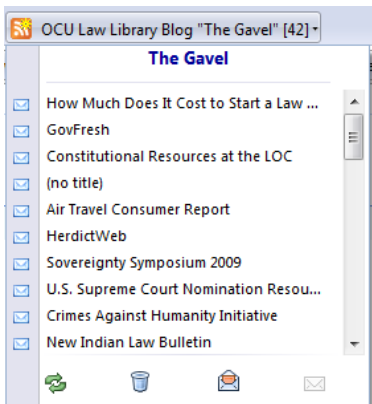 OCU Law Library Blog "The Gavel" [42]
The Gavel
How Much Does It Cost to Start a Law ...
GovFresh
Constitutional Resources at the LOC
(no title)
Air Travel Consumer Report
HerdictWeb
Sovereignty Symposium 2009
U.S. Supreme Court Nomination Resou...
Crimes Against Humanity Initiative
New Indian Law Bulletin